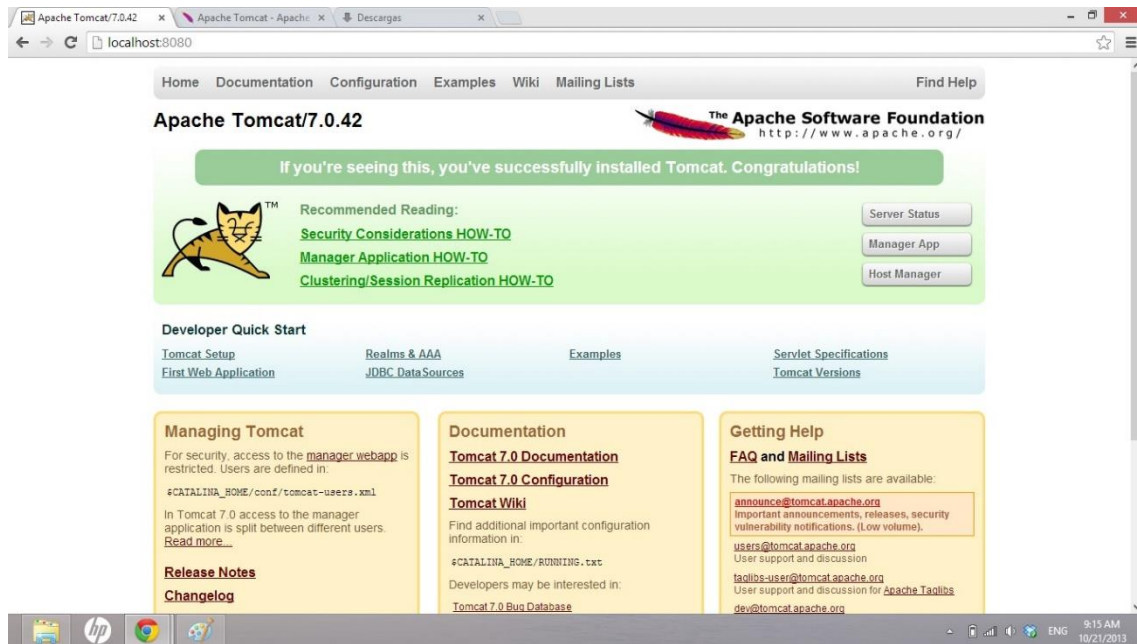 Apache Tomcat/7.0.42
Apache Tomcat - Apache
Descargas
localhost:8080
Home Documentation Configuration Examples Wiki Mailing Lists Find Help
Apache Tomcat/7.0.42
The Apache Software Foundation
http://www.apache.org/
If you're seeing this, you've successfully installed Tomcat. Congratulations!
TM
Recommended Reading:
Security Considerations HOW-TO
Manager Application HOW-TO
Clustering/Session Replication HOW-TO
Server Status
Manager App
Host Manager
Developer Quick Start
Tomcat Setup
First Web Application
Realms & AAA
JDBC DataSources
Examples
Servlet Specifications
Tomcat Versions
Managing Tomcat
For security, access to the manager webapp is
restricted. Users are defined in:
$CATALINA_HOME/conf/tomcat-users.xml
In Tomcat 7.0 access to the manager
application is split between different users.
Read more...
Release Notes
Changelog
Documentation
Tomcat 7.0 Documentation
Tomcat 7.0 Configuration
Tomcat Wiki
Find additional important configuration
information in:
$CATALINA_HOME/RUNNING.txt
Developers may be interested in:
Tomcat 7.0 Bug Database
Getting Help
FAQ and Mailing Lists
The following mailing lists are available:
announce@tomcat.apache.org
Important announcements, releases, security
vulnerability notifications. (Low volume).
users@tomcat.apache.org
User support and discussion
taglibs-user@tomcat.apache.org
User support and discussion for Apache Taglibs
dev@tomcat.apache.org
hp
ENG
9:15 AM
10/21/2013